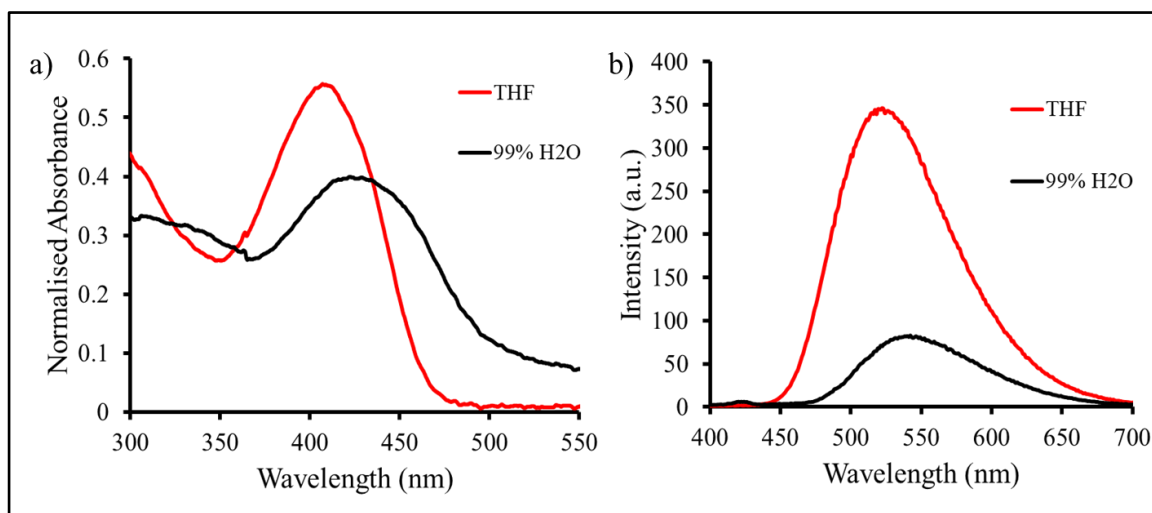 a)
Normalised Absorbance
0.6
0.5
0.4
0.3
0.2
0.1
0
300
350
400
450
500
550
Wavelength (nm)
THF
99% H2O
b)
Intensity (a.u.)
400
350
300
250
200
150
100
50
0
400
450
500
550
600
650
700
Wavelength (nm)
THF
99% H2O